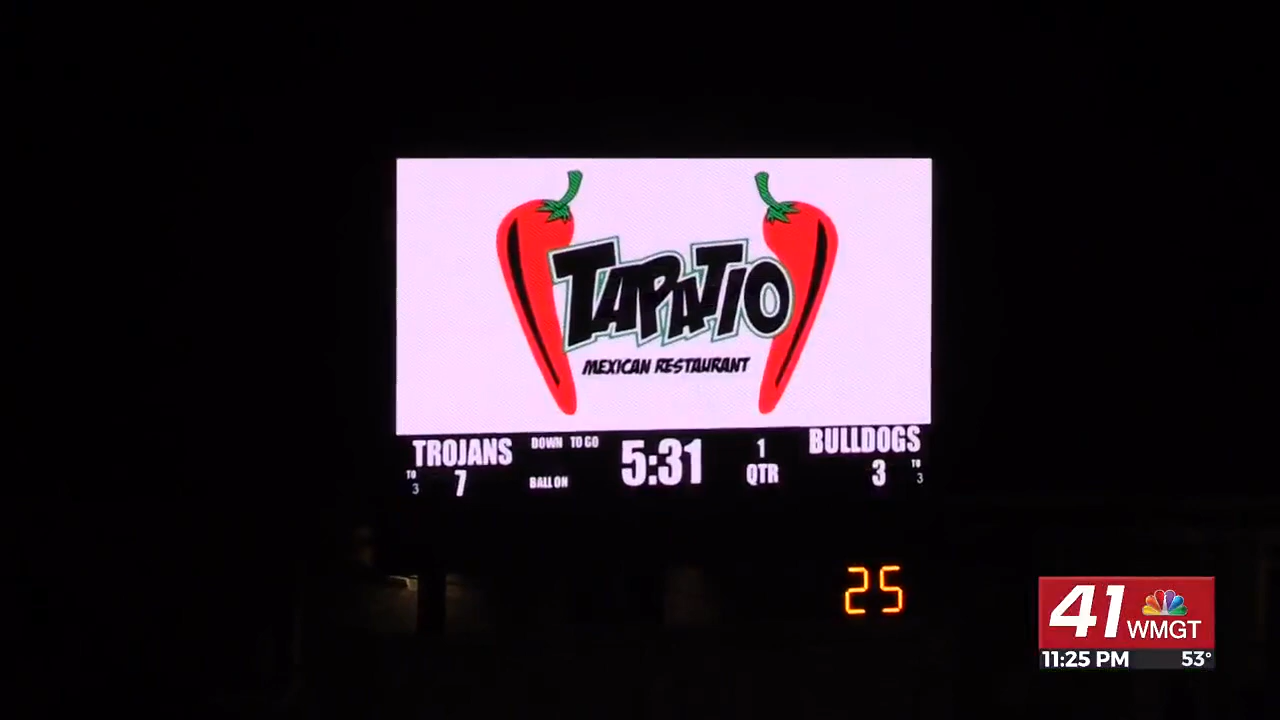 TAPATIO
MEXICAN RESTAURANT
TROJANS DOWN TO GO 5:31 1 BULLDOGS
TO 3 7 BALL ON QTR 3 TO 3
25
41 WMGT
11:25 PM 53°